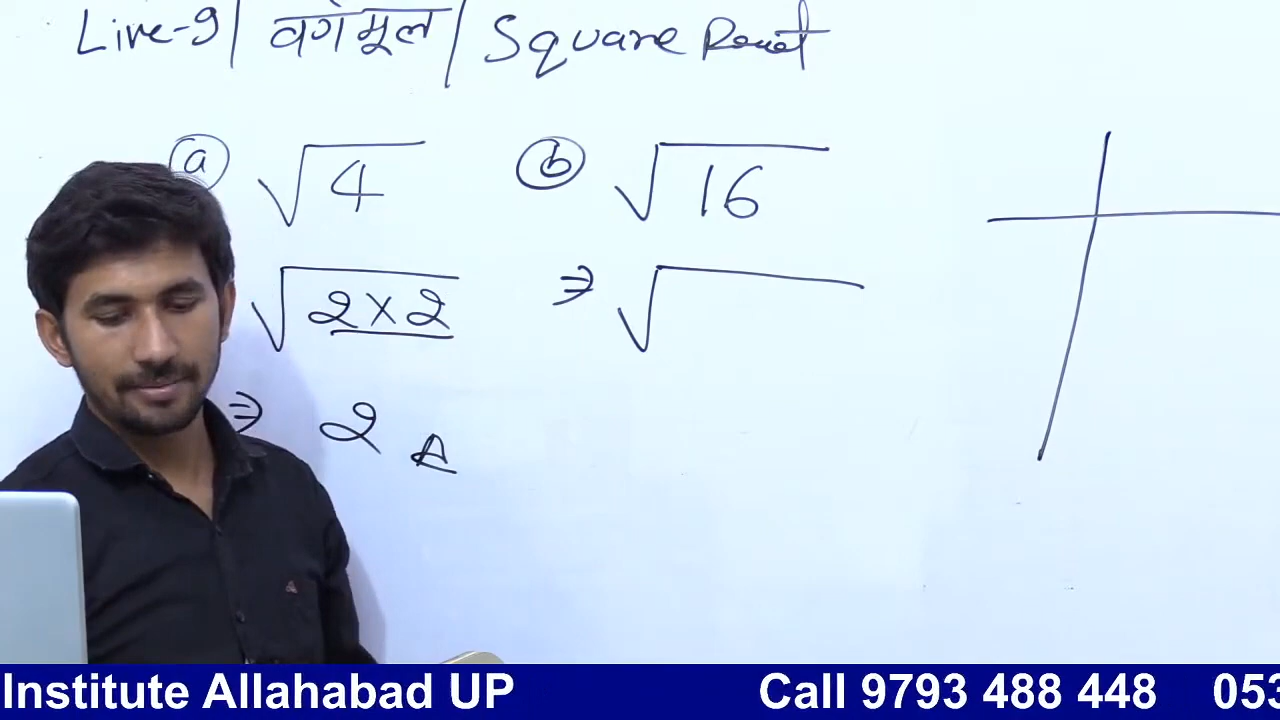 Live-9 | वर्गमूल | Square Root
(a) √4 (b) √16
√2×2 ⇒ √
⇒ 2 A
Institute Allahabad UP Call 9793 488 448 053